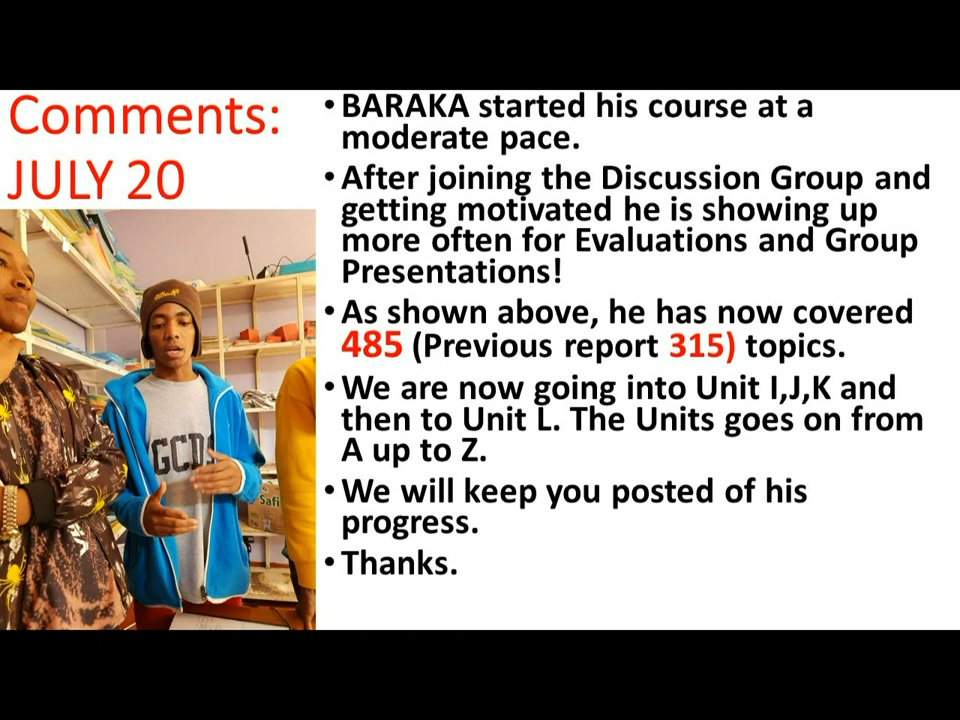 Comments:
JULY 20
• BARAKA started his course at a
moderate pace.
• After joining the Discussion Group and
getting motivated he is showing up
more often for Evaluations and Group
Presentations!
• As shown above, he has now covered
485 (Previous report 315) topics.
• We are now going into Unit I,J,K and
then to Unit L. The Units goes on from
A up to Z.
• We will keep you posted of his
progress.
• Thanks.
GCDS
Safi